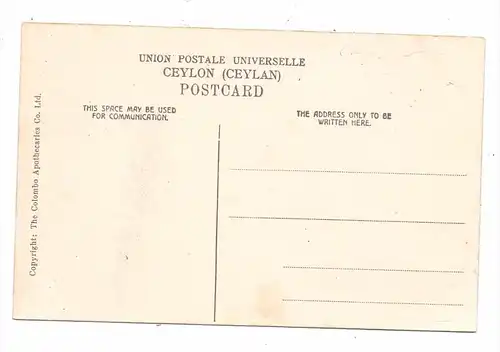 UNION POSTALE UNIVERSELLE
CEYLON (CEYLAN)
POSTCARD
THIS SPACE MAY BE USED
FOR COMMUNICATION.
THE ADDRESS ONLY TO BE
WRITTEN HERE.
Copyright: The Colombo Apothecaries Co. Ltd.